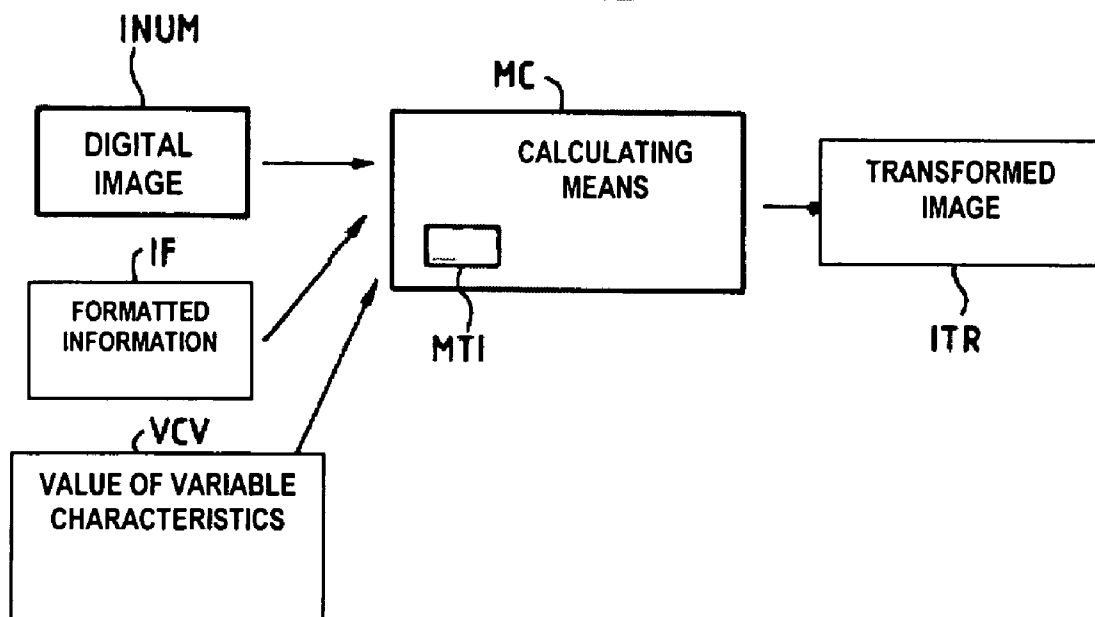 INUM
DIGITAL
IMAGE
IF
FORMATTED
INFORMATION
VCV
VALUE OF VARIABLE
CHARACTERISTICS
MC
CALCULATING
MEANS
MTI
TRANSFORMED
IMAGE
ITR